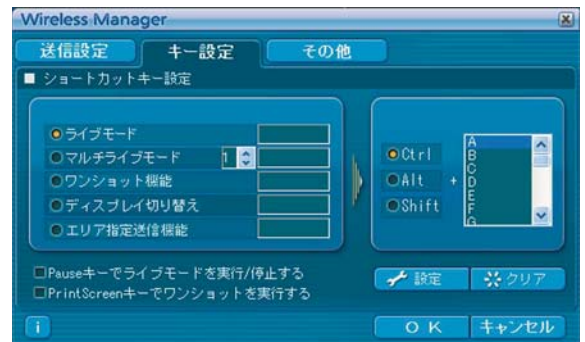 Wireless Manager
送信設定 キー設定 その他
■ ショートカットキー設定
ライブモード
マルチライブモード 1
ワンショット機能
ディスプレイ切り替え
エリア指定送信機能
Ctrl
Alt +
Shift
A
B
C
D
E
F
G
Pauseキーでライブモードを実行/停止する
PrintScreenキーでワンショットを実行する
設定 クリア
i OK キャンセル